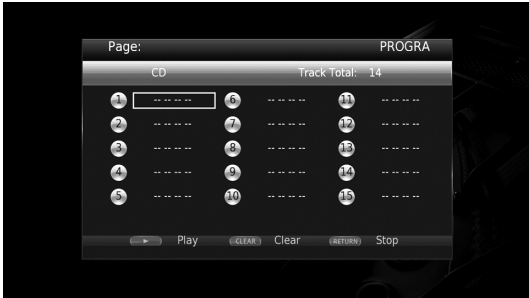 Page: PROGRA
CD Track Total: 14
1 -- -- -- -- 6 -- -- -- -- 11 -- -- -- --
2 -- -- -- -- 7 -- -- -- -- 12 -- -- -- --
3 -- -- -- -- 8 -- -- -- -- 13 -- -- -- --
4 -- -- -- -- 9 -- -- -- -- 14 -- -- -- --
5 -- -- -- -- 10 -- -- -- -- 15 -- -- -- --
Play CLEAR Clear RETURN Stop